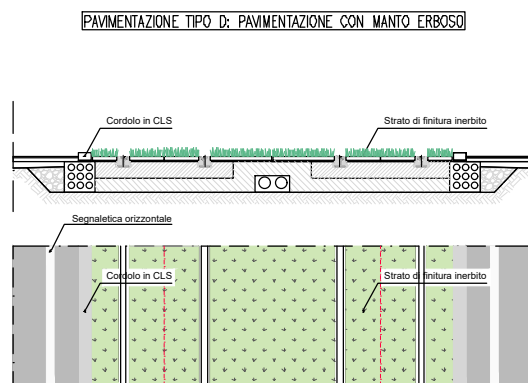 PAVIMENTAZIONE TIPO D: PAVIMENTAZIONE CON MANTO ERBOSO
Cordolo in CLS
Strato di finitura inerbito
Segnaletica orizzontale
Cordolo in CLS
Strato di finitura inerbito